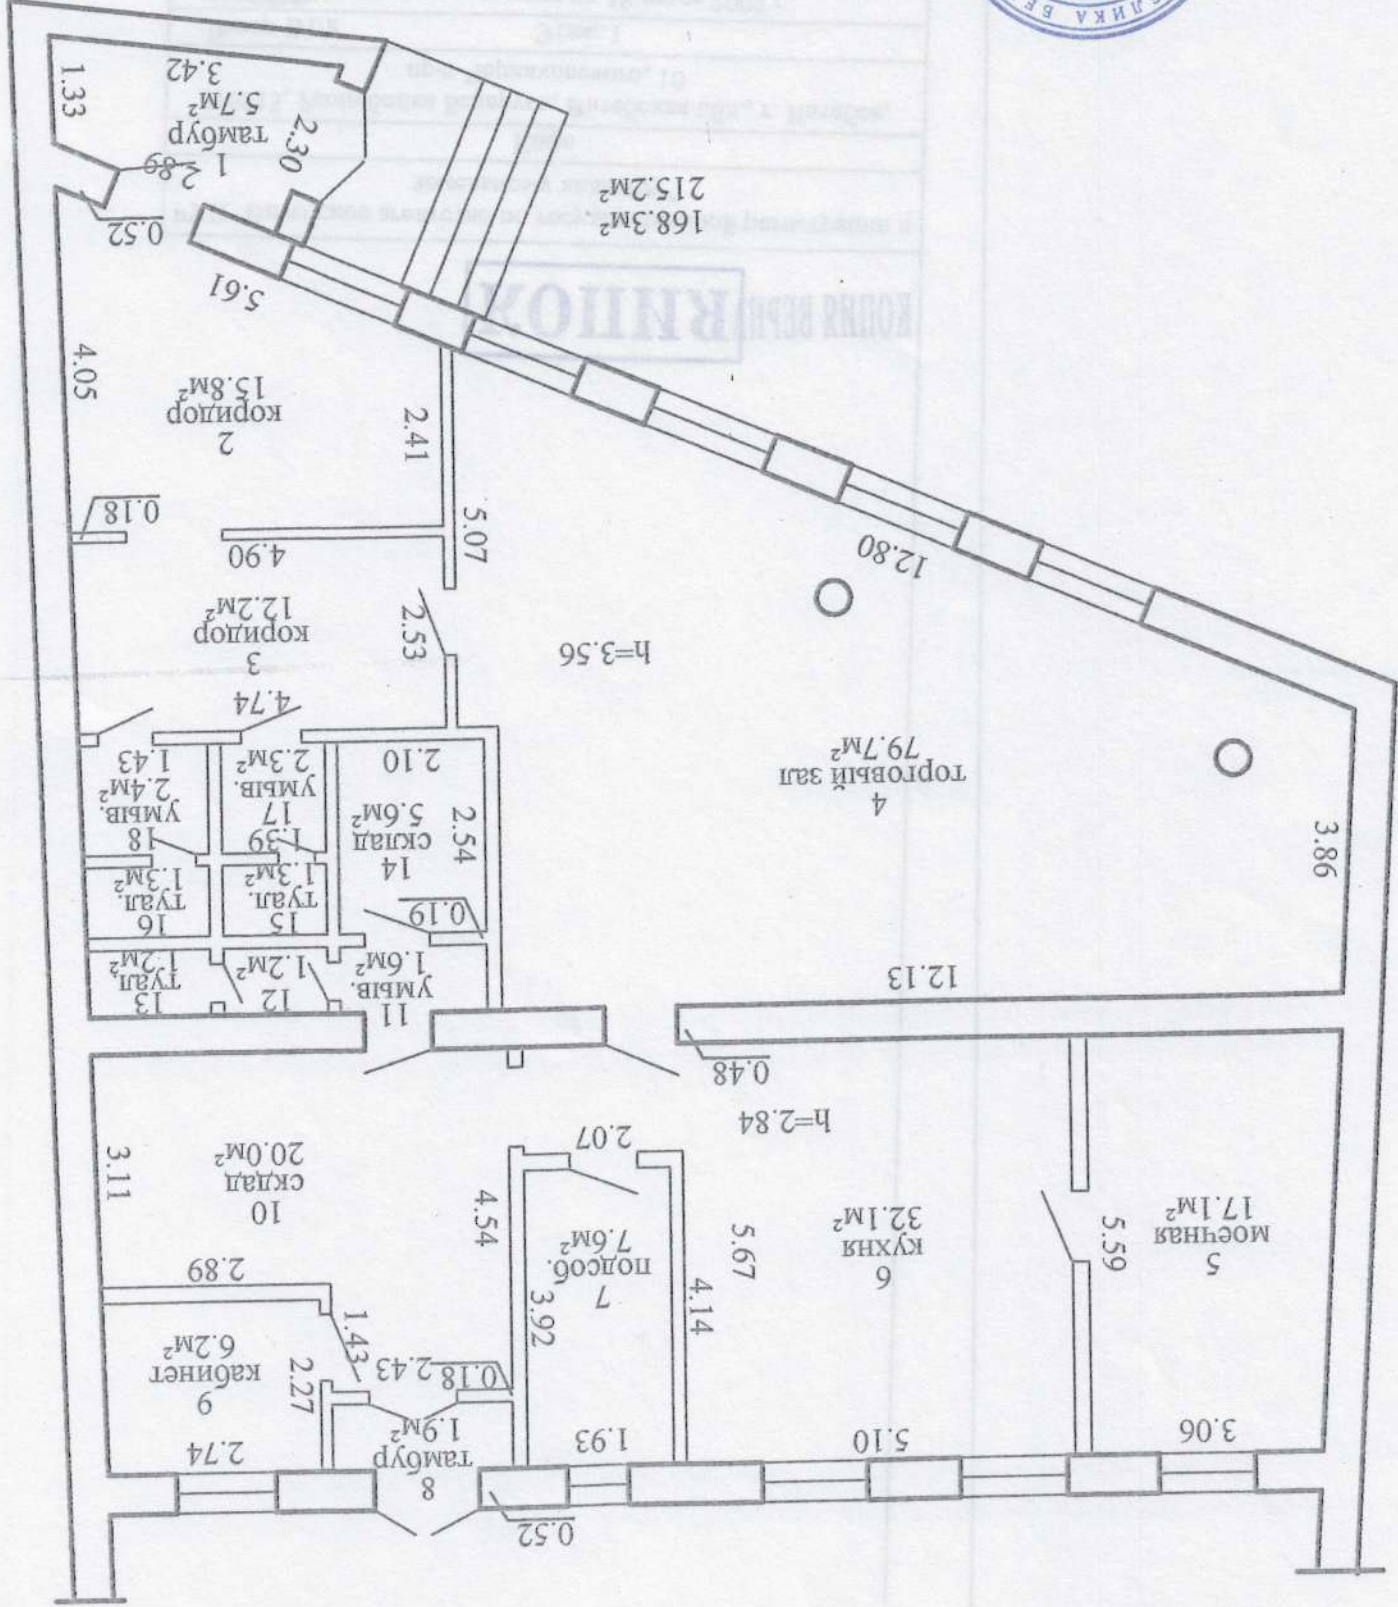 8
тамбур
1.9м²
0.52
3.06
5.10
1.93
2.74
9
кабинет
6.2м²
2.27
1.43
2.43
0.18
2.89
5
моечная
17.1м²
5.59
6
кухня
32.1м²
5.67
4.14
7
подсоб.
7.6м²
3.92
4.54
10
скдад
20.0м²
3.11
2.07
h=2.84
0.48
12.13
11
умыв.
1.6м²
12
1.2м²
13
туал.
1.2м²
0.19
15
туал.
1.3м²
16
туал.
1.3м²
14
склад
5.6м²
2.54
2.10
1.39
17
умыв.
2.3м²
18
умыв.
2.4м²
1.43
3.86
4
торговый зал
79.7м²
4.74
3
коридор
12.2м²
2.53
h=3.56
12.80
4.90
5.07
0.18
2
коридор
15.8м²
2.41
4.05
5.61
КОПИЯ ВЕРНА
КОПИЯ
168.3м²
215.2м²
0.52
2.89
1
тамбур
5.7м²
3.42
2.30
1.33